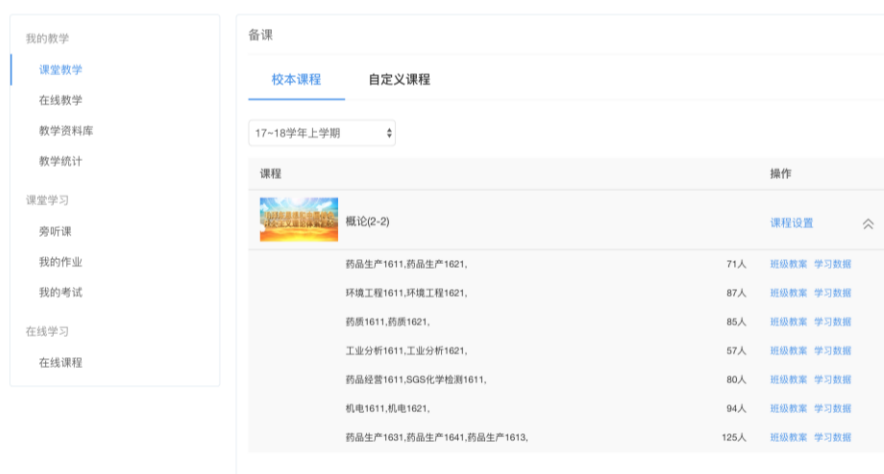 我的教学
课堂教学
在线教学
教学资料库
教学统计
课堂学习
旁听课
我的作业
我的考试
在线学习
在线课程
备课
校本课程 自定义课程
17~18学年上学期
课程 操作
概论(2-2) 课程设置
药品生产1611,药品生产1621, 71人 班级教案 学习数据
环境工程1611,环境工程1621, 87人 班级教案 学习数据
药质1611,药质1621, 85人 班级教案 学习数据
工业分析1611,工业分析1621, 57人 班级教案 学习数据
药品经营1611,SGS化学检测1611, 80人 班级教案 学习数据
机电1611,机电1621, 94人 班级教案 学习数据
药品生产1631,药品生产1641,药品生产1613, 125人 班级教案 学习数据